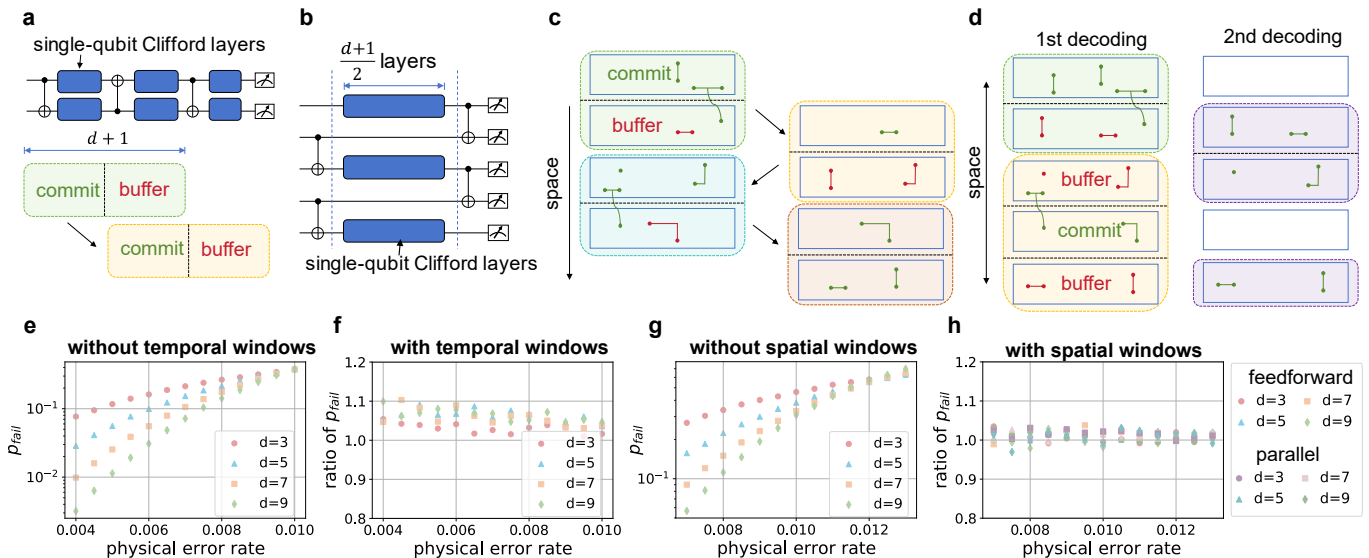 a
single-qubit Clifford layers
d + 1
commit
buffer
commit
buffer
b
d+1
2
layers
single-qubit Clifford layers
c
space
commit
buffer
d
1st decoding
2nd decoding
space
buffer
commit
buffer
e
without temporal windows
p_fail
10⁻¹
10⁻²
d=3
d=5
d=7
d=9
0.004
0.006
0.008
0.010
physical error rate
f
with temporal windows
ratio of p_fail
1.2
1.1
1.0
0.9
0.8
d=3
d=5
d=7
d=9
0.004
0.006
0.008
0.010
physical error rate
g
without spatial windows
p_fail
10⁻¹
d=3
d=5
d=7
d=9
0.008
0.010
0.012
physical error rate
h
with spatial windows
ratio of p_fail
1.2
1.1
1.0
0.9
0.8
0.008
0.010
0.012
physical error rate
feedforward
d=3 d=7
d=5 d=9
parallel
d=3 d=7
d=5 d=9